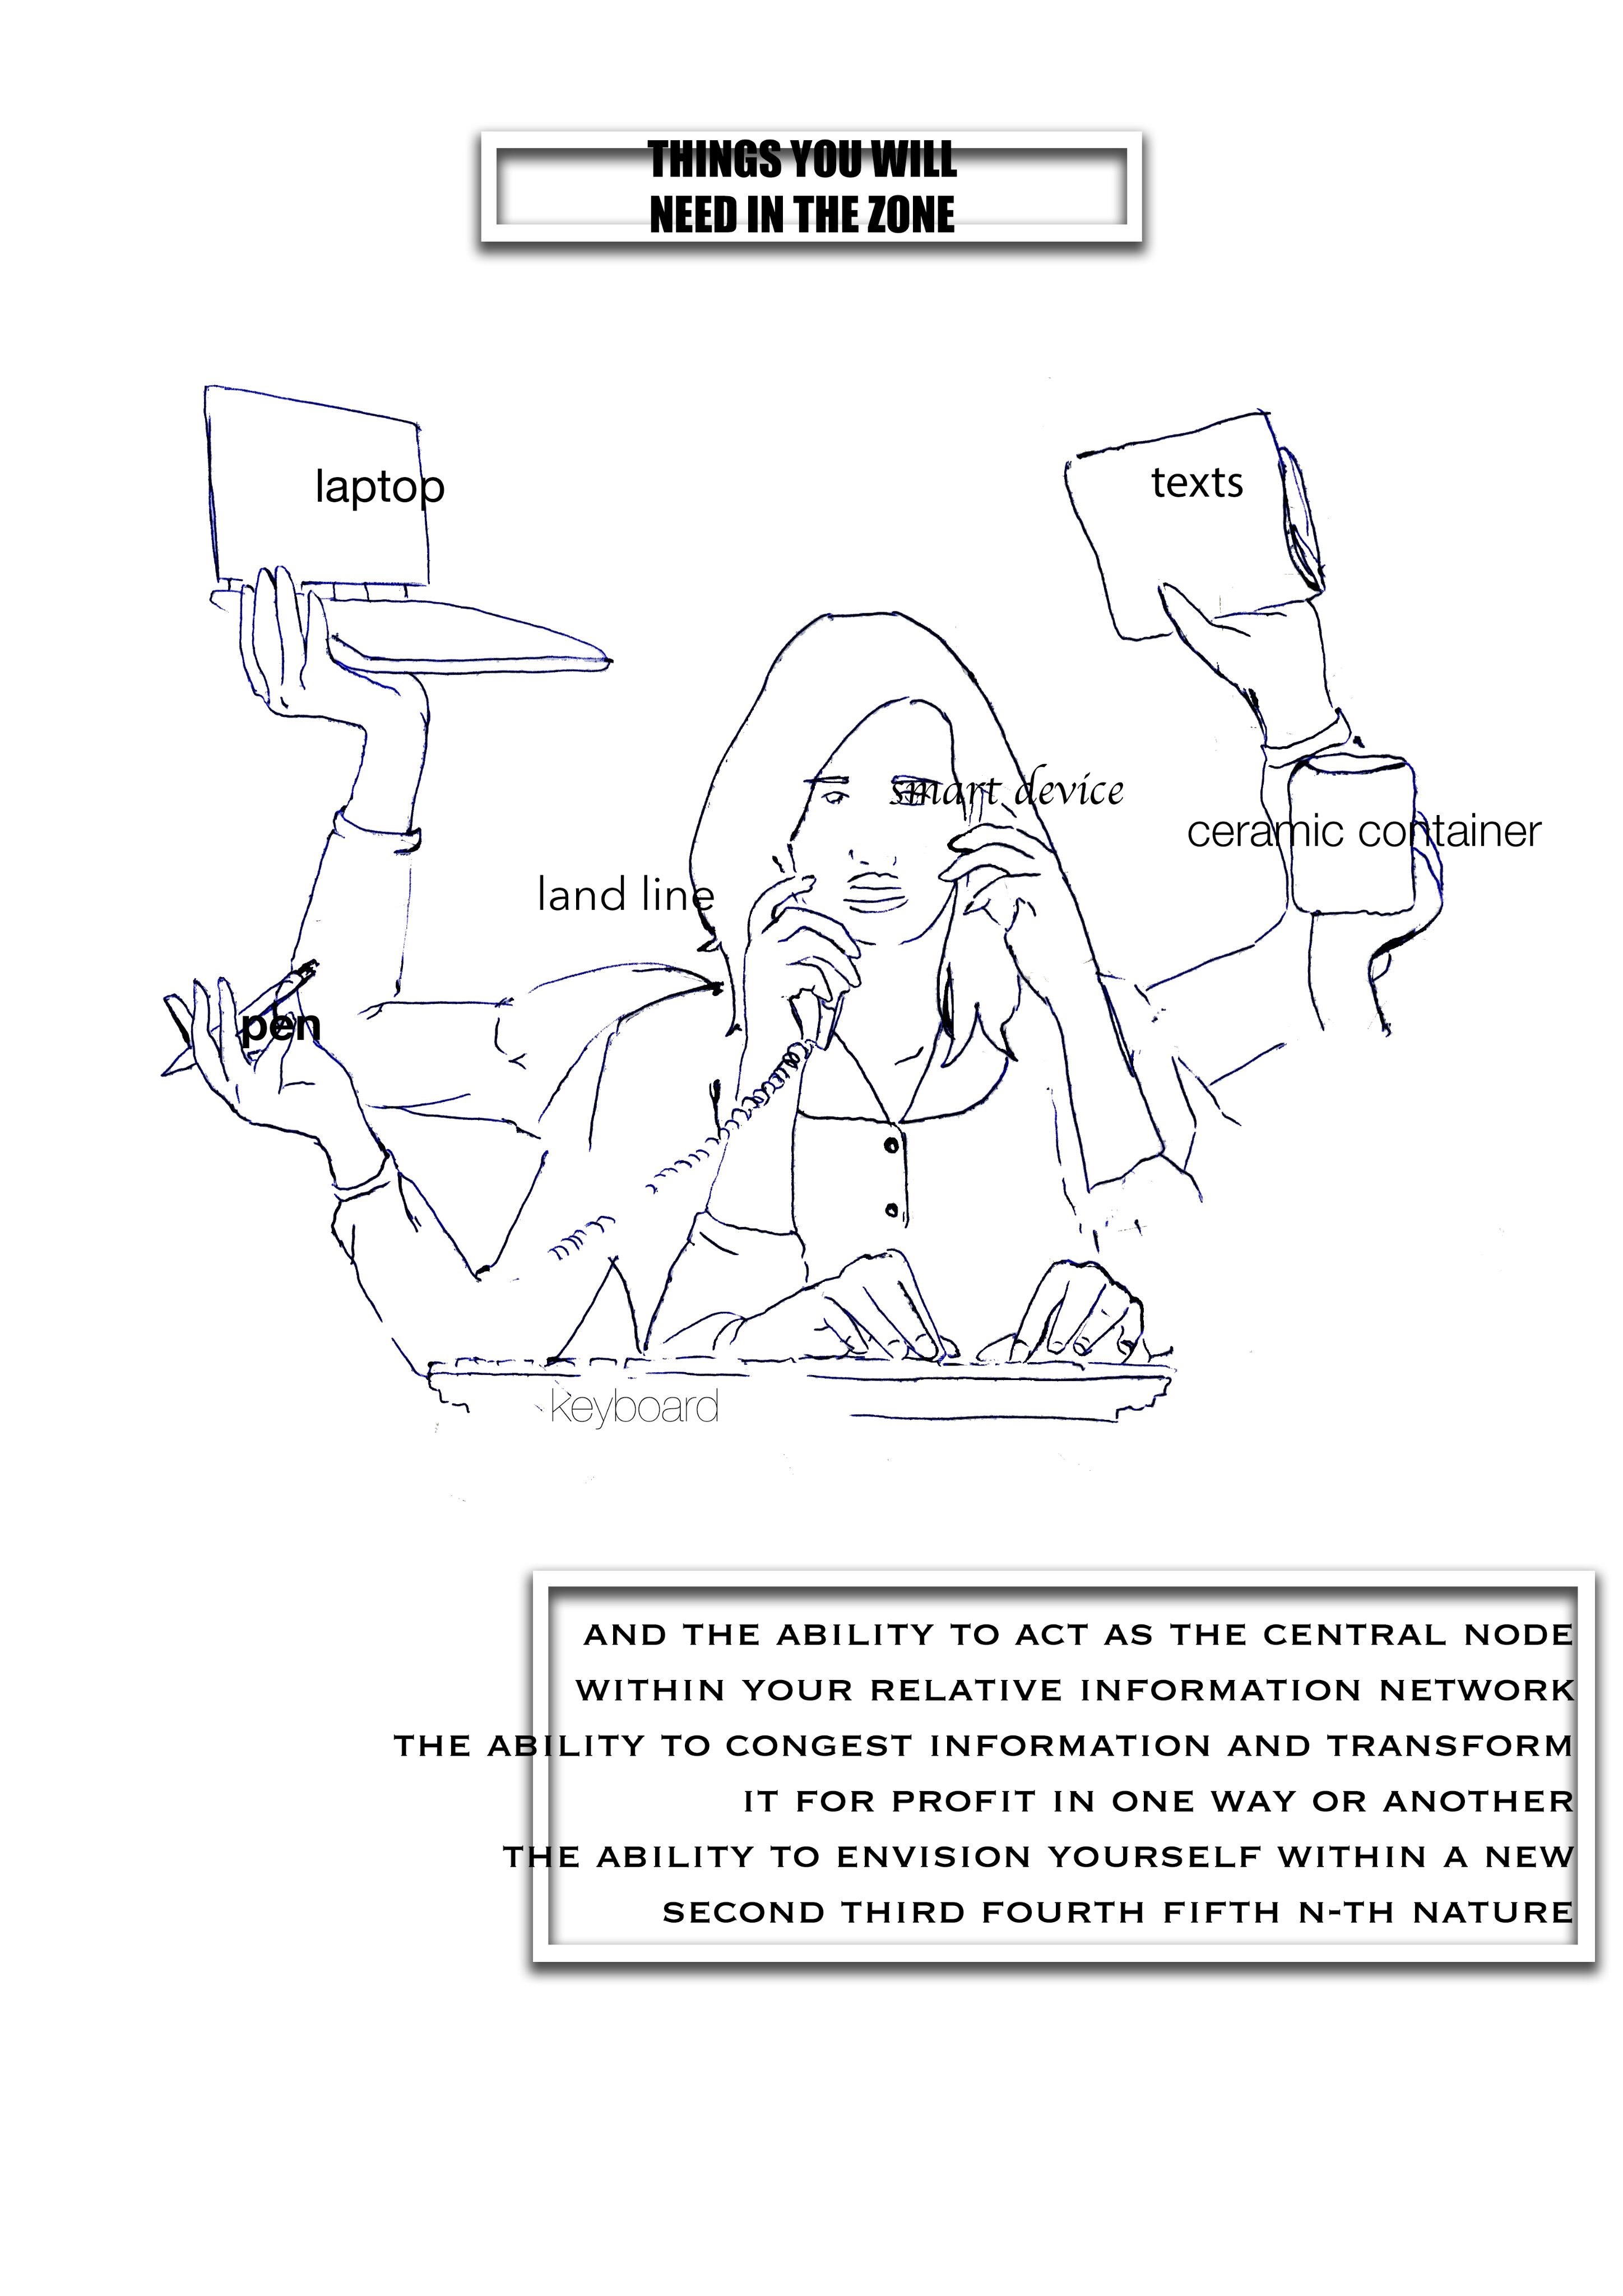 THINGS YOU WILL
NEED IN THE ZONE
laptop
texts
smart device
ceramic container
land line
pen
keyboard
AND THE ABILITY TO ACT AS THE CENTRAL NODE
WITHIN YOUR RELATIVE INFORMATION NETWORK
THE ABILITY TO CONGEST INFORMATION AND TRANSFORM
IT FOR PROFIT IN ONE WAY OR ANOTHER
THE ABILITY TO ENVISION YOURSELF WITHIN A NEW
SECOND THIRD FOURTH FIFTH N-TH NATURE